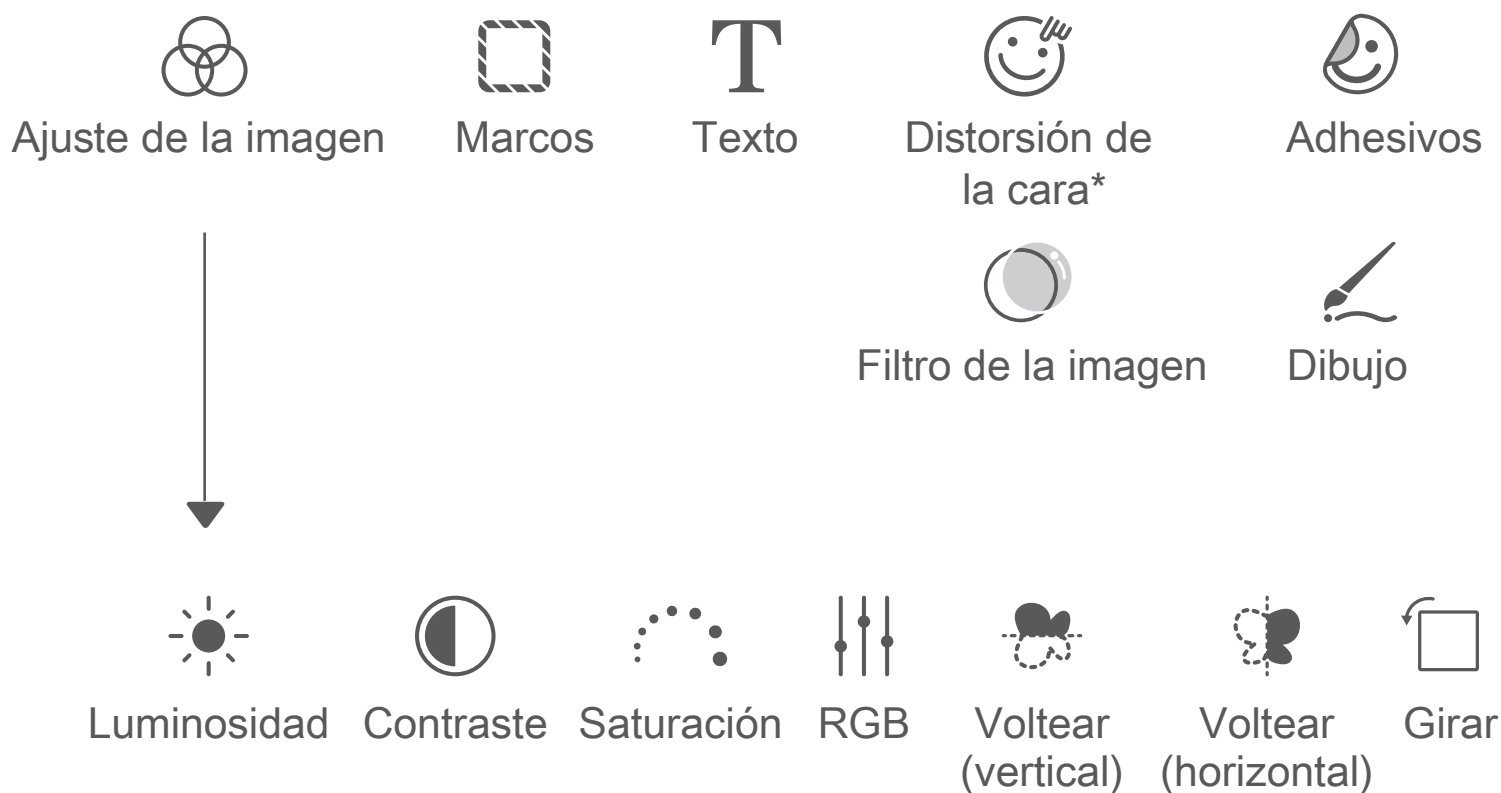 Ajuste de la imagen
Marcos
Texto
Distorsión de
la cara*
Adhesivos
Filtro de la imagen
Dibujo
Luminosidad
Contraste
Saturación
RGB
Voltear
(vertical)
Voltear
(horizontal)
Girar